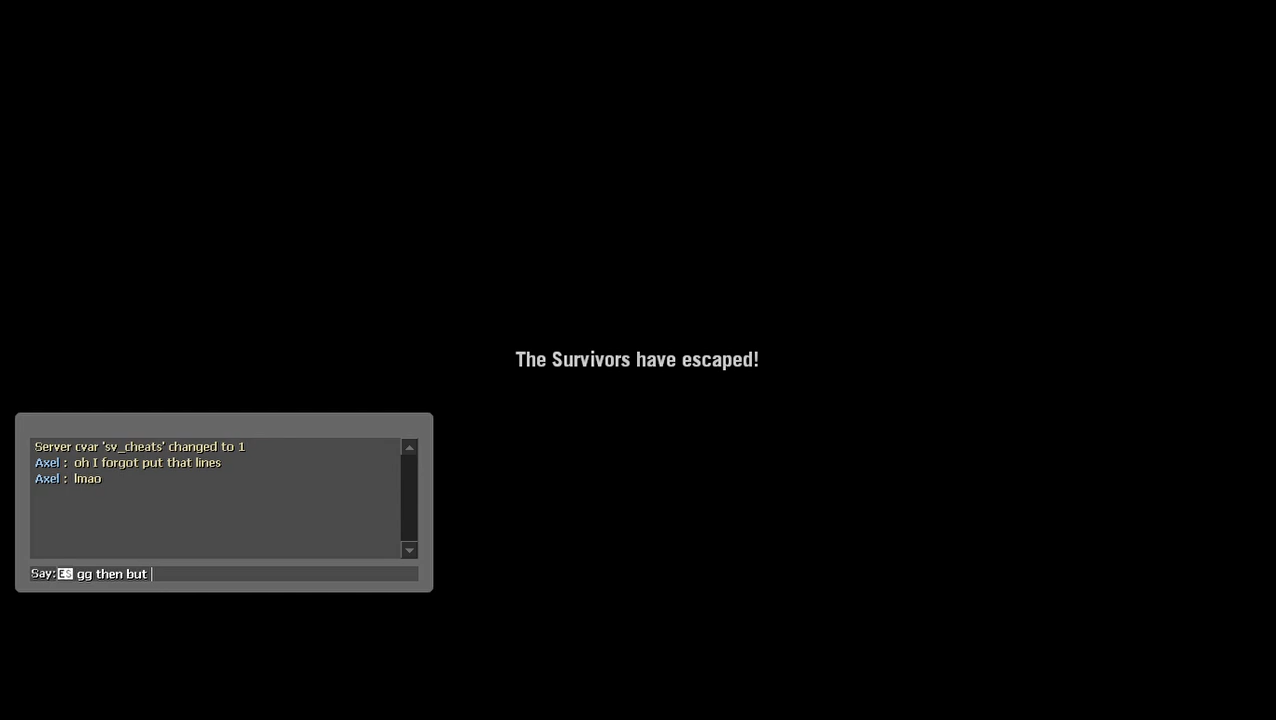 The Survivors have escaped!
Server cvar 'sv_cheats' changed to 1
Axel : oh I forgot put that lines
Axel : lmao
Say: ES gg then but